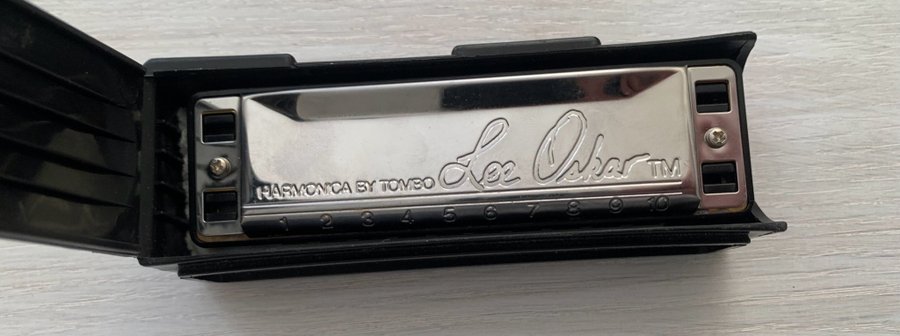 HARMONICA BY TOMBO Lee Oskar TM
1 2 3 4 5 6 7 8 9 10